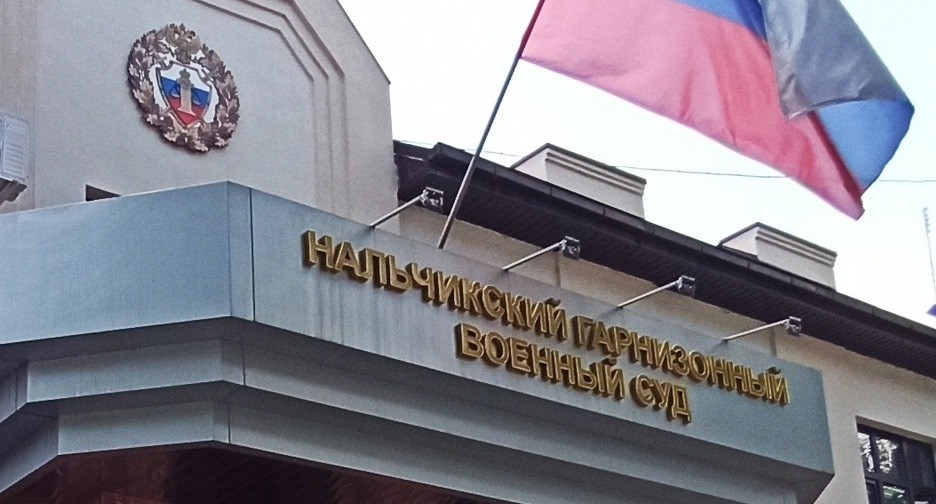 НАЛЬЧИКСКИЙ ГАРНИЗОННЫЙ
ВОЕННЫЙ СУД